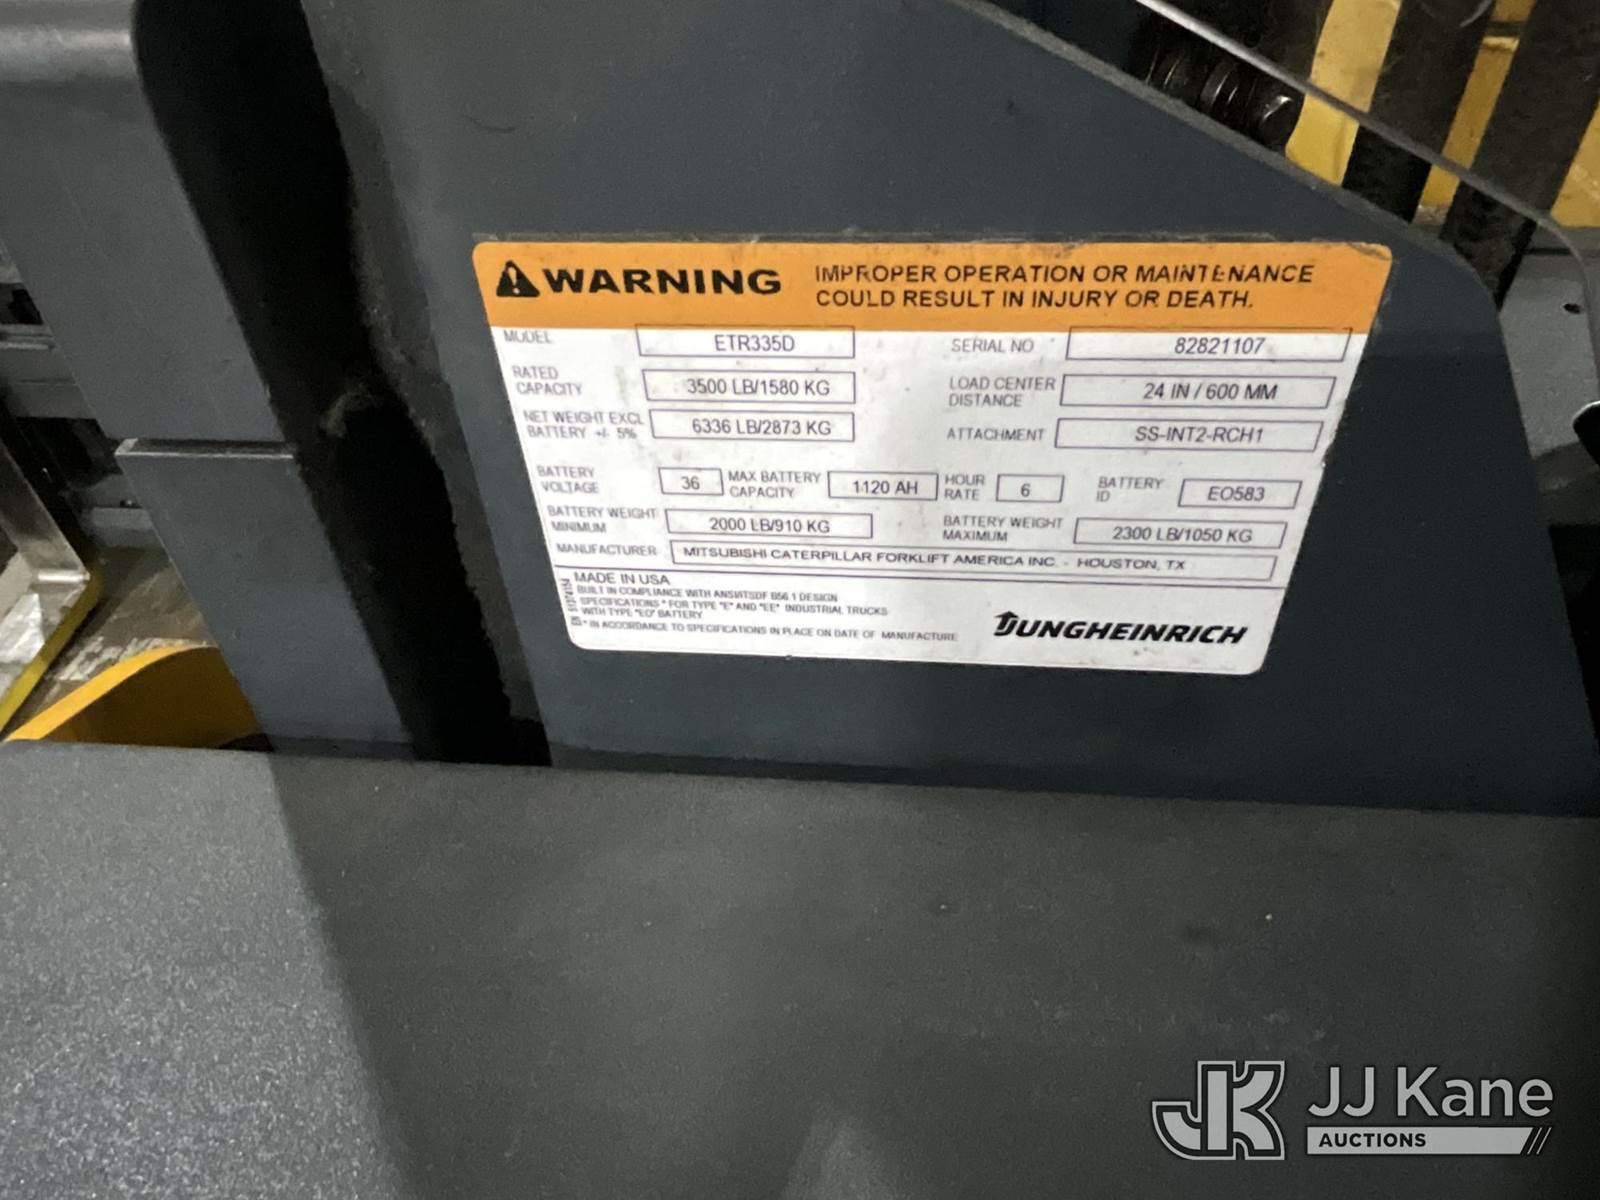 WARNING IMPROPER OPERATION OR MAINTENANCE
COULD RESULT IN INJURY OR DEATH.
MODEL ETR335D SERIAL NO 82821107
RATED
CAPACITY 3500 LB/1580 KG LOAD CENTER
DISTANCE 24 IN / 600 MM
NET WEIGHT EXCL
BATTERY +/- 5% 6336 LB/2873 KG ATTACHMENT SS-INT2-RCH1
BATTERY
VOLTAGE 36 MAX BATTERY
CAPACITY 1120 AH HOUR
RATE 6 BATTERY
ID EO583
BATTERY WEIGHT
MINIMUM 2000 LB/910 KG BATTERY WEIGHT
MAXIMUM 2300 LB/1050 KG
MANUFACTURER MITSUBISHI CATERPILLAR FORKLIFT AMERICA INC. - HOUSTON, TX
MADE IN USA
BUILT IN COMPLIANCE WITH ANSI/ITSDF B56.1 DESIGN
SPECIFICATIONS * FOR TYPE "E" AND "EE" INDUSTRIAL TRUCKS
WITH TYPE "EO" BATTERY
* IN ACCORDANCE TO SPECIFICATIONS IN PLACE ON DATE OF MANUFACTURE
JUNGHEINRICH
JK JJ Kane
AUCTIONS